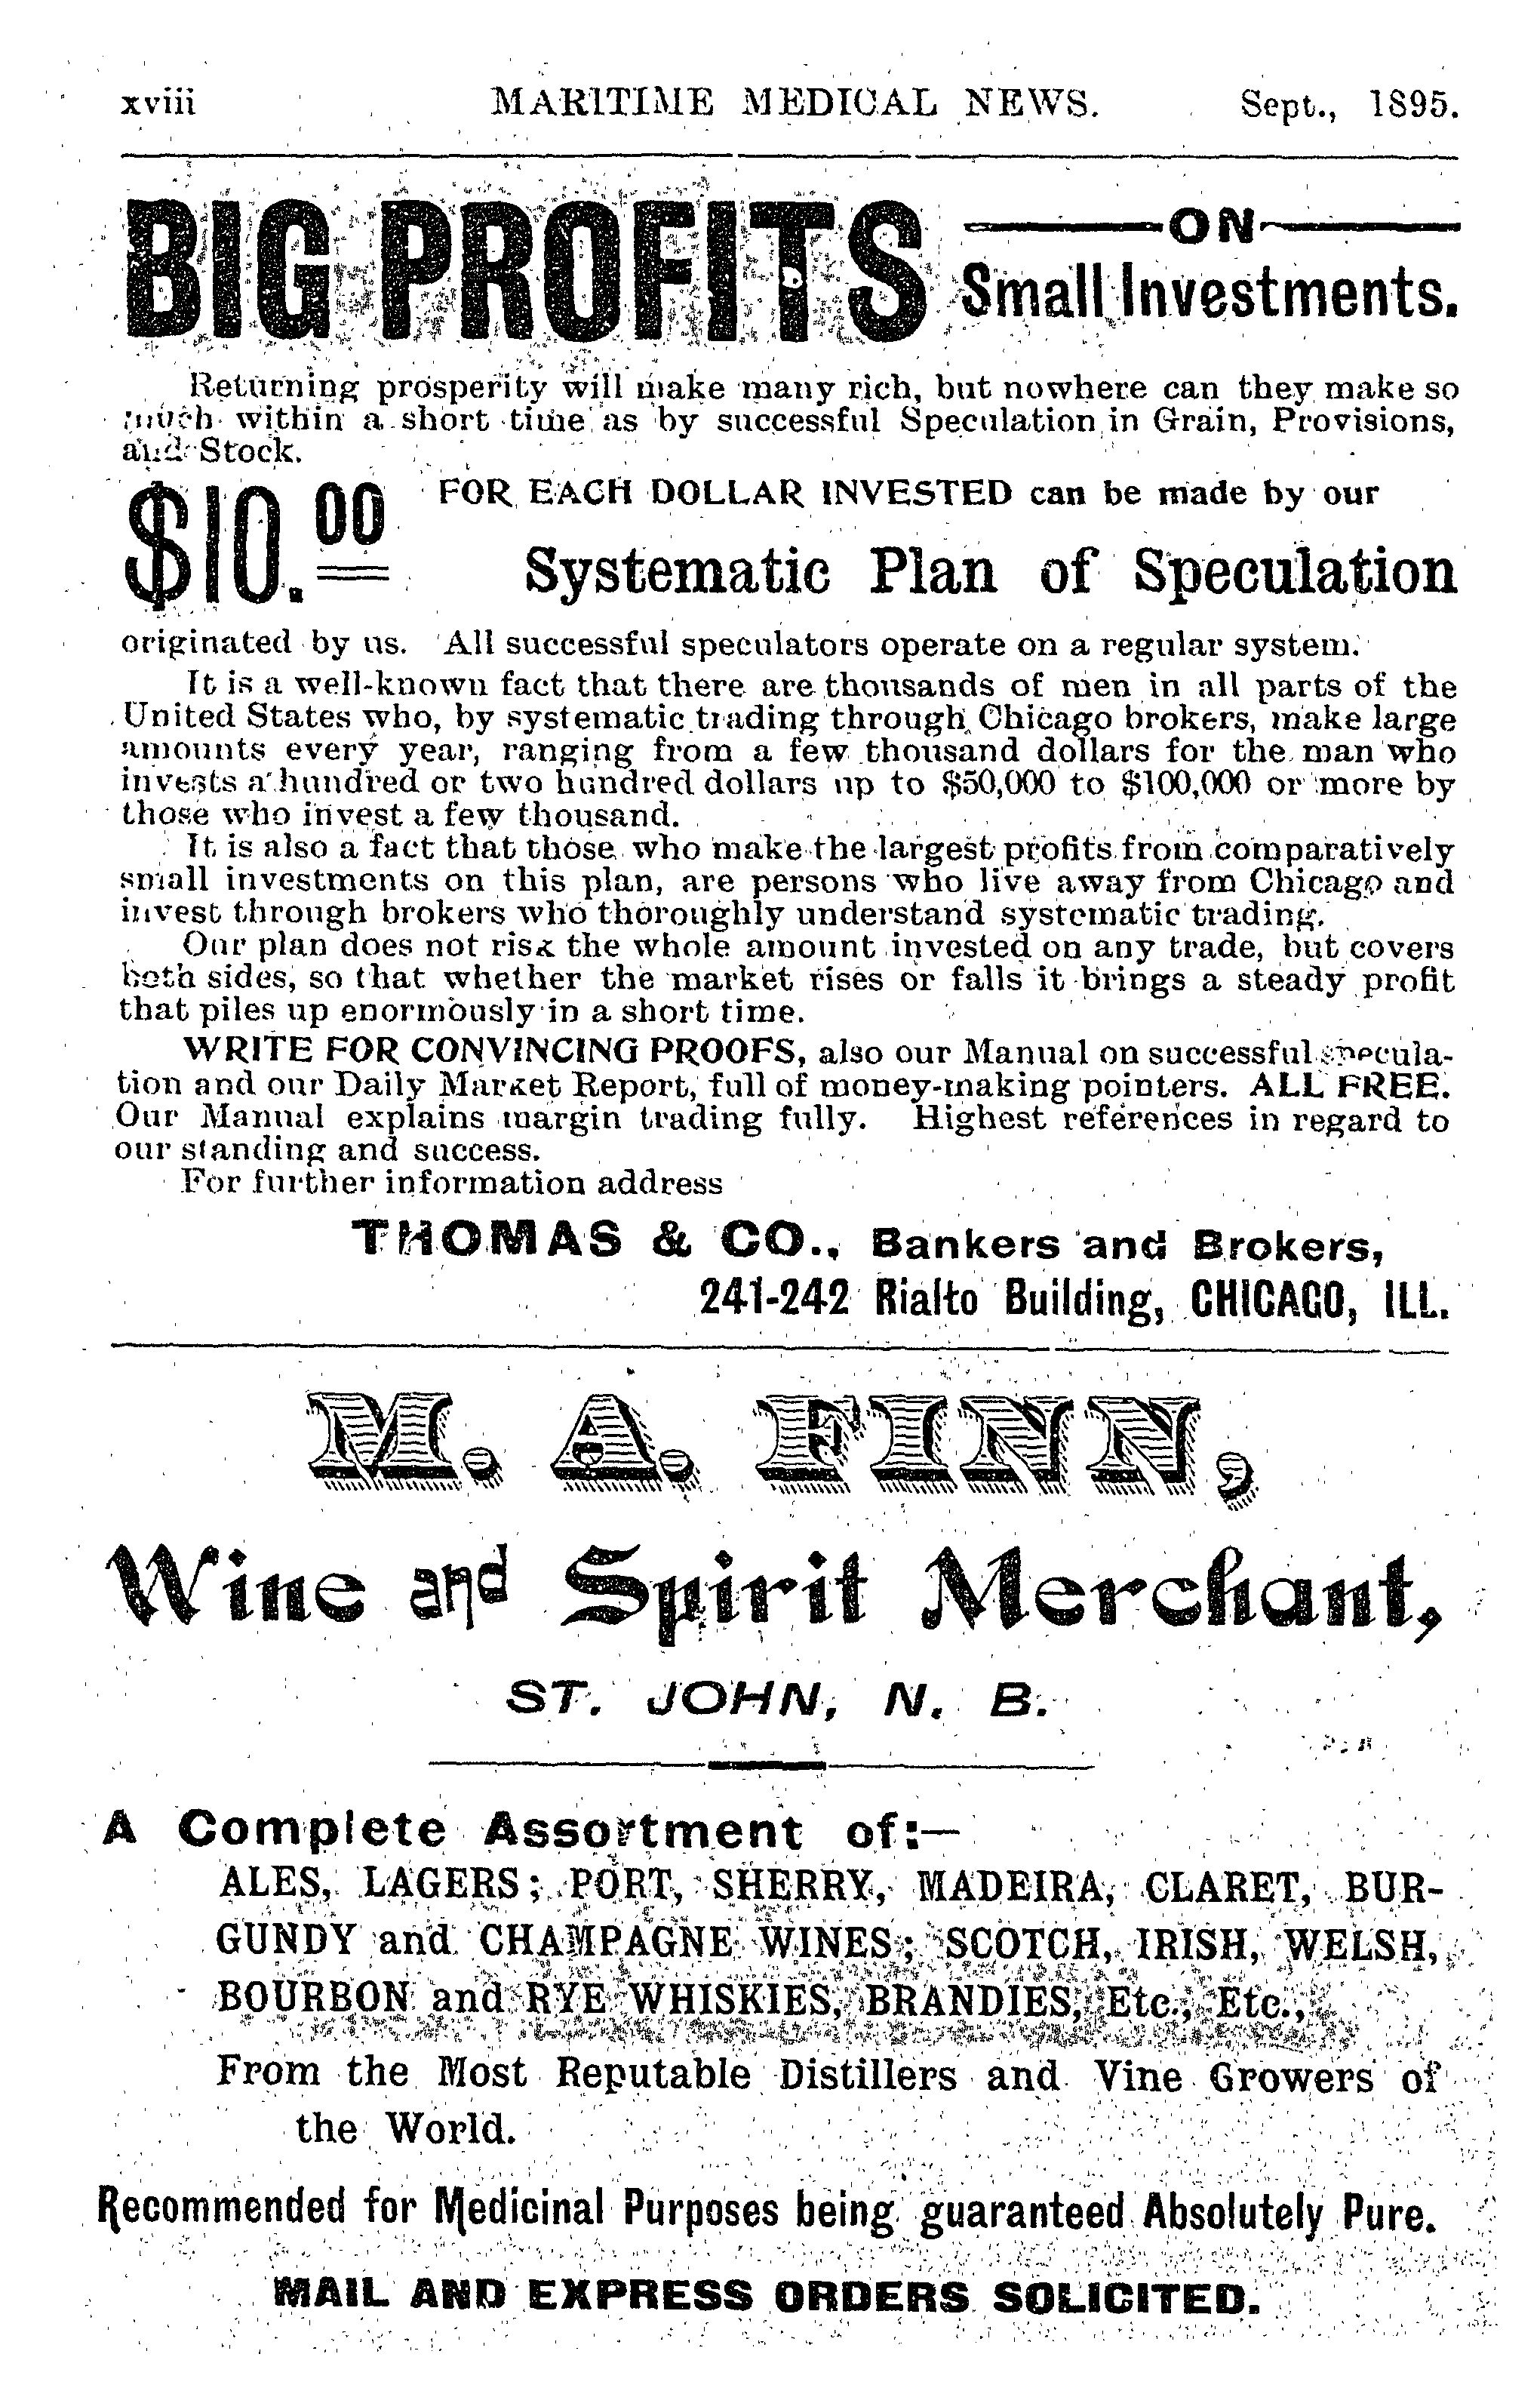 xviii MARITIME MEDICAL NEWS. Sept., 1895.
BIG PROFITS ON
Small Investments.
Returning prosperity will make many rich, but nowhere can they make so
much within a short time as by successful Speculation in Grain, Provisions,
and Stock.
$10.00 FOR EACH DOLLAR INVESTED can be made by our
Systematic Plan of Speculation
originated by us. All successful speculators operate on a regular system.
It is a well-known fact that there are thousands of men in all parts of the
United States who, by systematic trading through Chicago brokers, make large
amounts every year, ranging from a few thousand dollars for the man who
invests a hundred or two hundred dollars up to $50,000 to $100,000 or more by
those who invest a few thousand.
It is also a fact that those who make the largest profits from comparatively
small investments on this plan, are persons who live away from Chicago and
invest through brokers who thoroughly understand systematic trading.
Our plan does not risk the whole amount invested on any trade, but covers
both sides, so that whether the market rises or falls it brings a steady profit
that piles up enormously in a short time.
WRITE FOR CONVINCING PROOFS, also our Manual on successful specula-
tion and our Daily Market Report, full of money-making pointers. ALL FREE.
Our Manual explains margin trading fully. Highest references in regard to
our standing and success.
For further information address
THOMAS & CO., Bankers and Brokers,
241-242 Rialto Building, CHICAGO, ILL.
M. A. FINN,
Wine and Spirit Merchant,
ST. JOHN, N. B.
A Complete Assortment of:—
ALES, LAGERS; PORT, SHERRY, MADEIRA, CLARET, BUR-
GUNDY and CHAMPAGNE WINES; SCOTCH, IRISH, WELSH,
BOURBON and RYE WHISKIES, BRANDIES, Etc., Etc.,
From the Most Reputable Distillers and Vine Growers of
the World.
Recommended for Medicinal Purposes being guaranteed Absolutely Pure.
MAIL AND EXPRESS ORDERS SOLICITED.